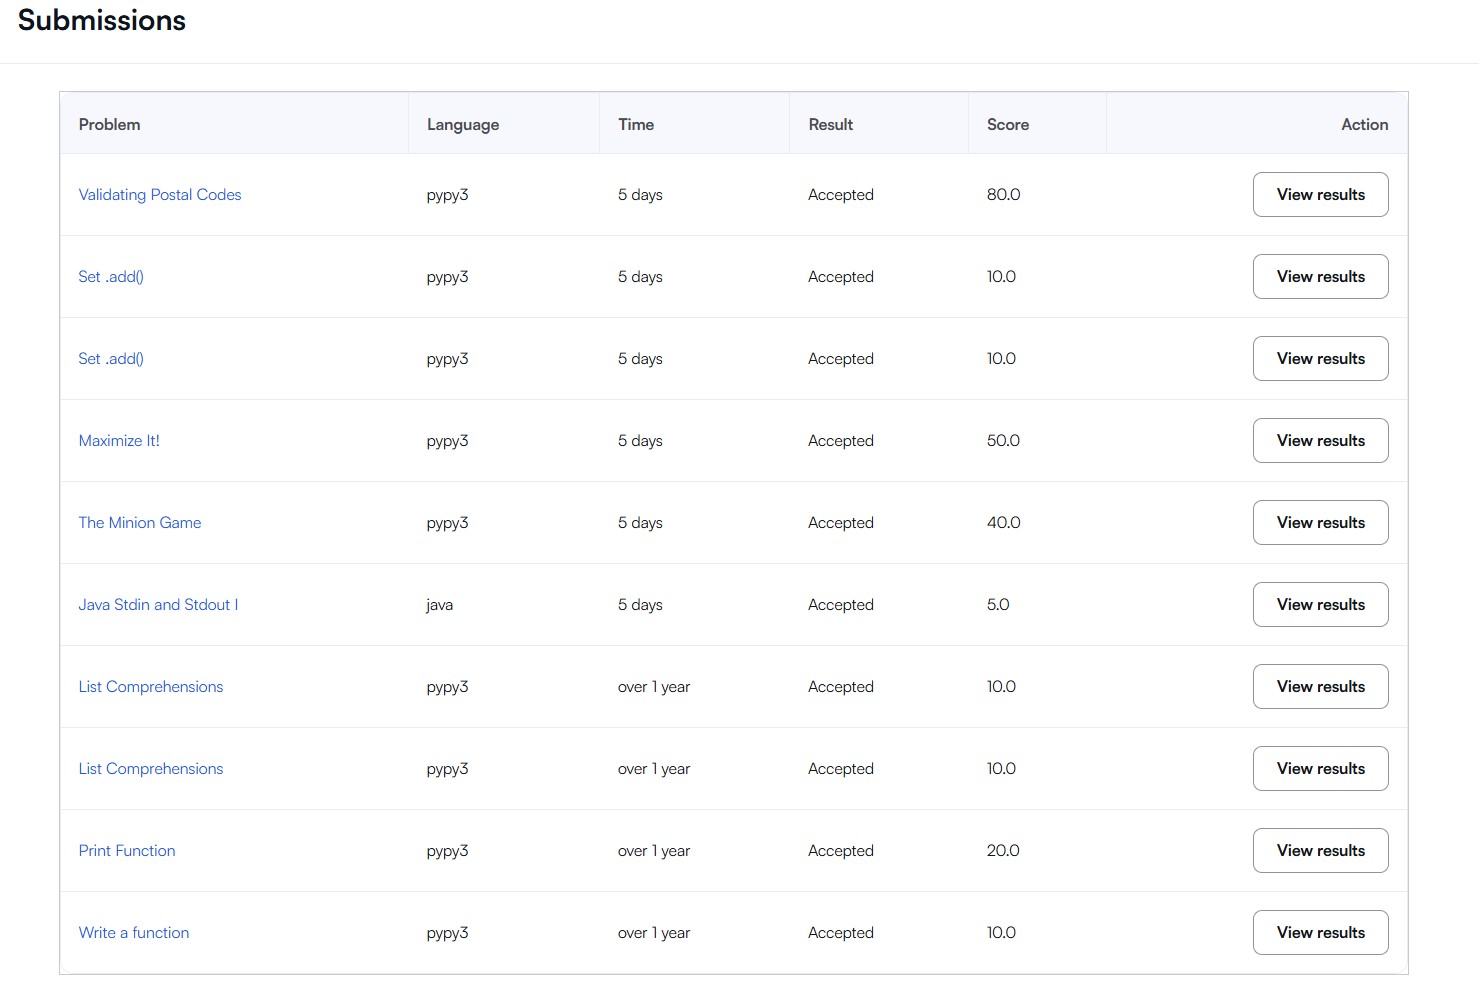 Submissions
Problem Language Time Result Score Action
Validating Postal Codes pypy3 5 days Accepted 80.0 View results
Set .add() pypy3 5 days Accepted 10.0 View results
Set .add() pypy3 5 days Accepted 10.0 View results
Maximize It! pypy3 5 days Accepted 50.0 View results
The Minion Game pypy3 5 days Accepted 40.0 View results
Java Stdin and Stdout I java 5 days Accepted 5.0 View results
List Comprehensions pypy3 over 1 year Accepted 10.0 View results
List Comprehensions pypy3 over 1 year Accepted 10.0 View results
Print Function pypy3 over 1 year Accepted 20.0 View results
Write a function pypy3 over 1 year Accepted 10.0 View results